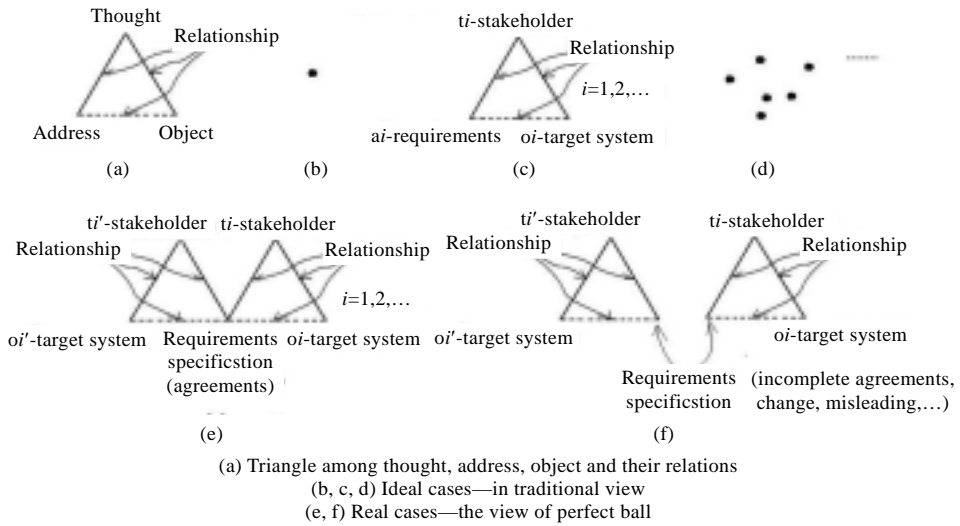 Thought
Relationship
Address Object
(a)
(b)
ti-stakeholder
Relationship
i=1,2,…
ai-requirements oi-target system
(c)
(d)
ti′-stakeholder ti-stakeholder
Relationship Relationship
i=1,2,…
oi′-target system Requirements specificstion (agreements) oi-target system
(e)
ti′-stakeholder ti-stakeholder
Relationship Relationship
oi′-target system oi-target system
Requirements specificstion
(incomplete agreements, change, misleading,…)
(f)
(a) Triangle among thought, address, object and their relations
(b, c, d) Ideal cases—in traditional view
(e, f) Real cases—the view of perfect ball